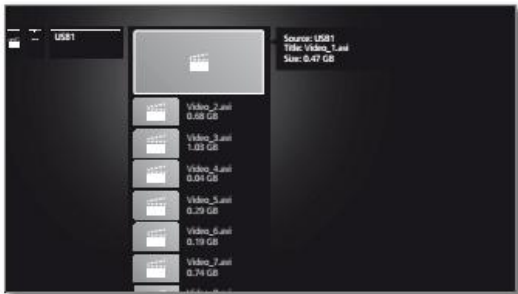 USB1
Source: USB1
Title: Video_1.avi
Size: 0.47 GB
Video_2.avi
0.68 GB
Video_3.avi
1.03 GB
Video_4.avi
0.04 GB
Video_5.avi
0.29 GB
Video_6.avi
0.19 GB
Video_7.avi
0.74 GB